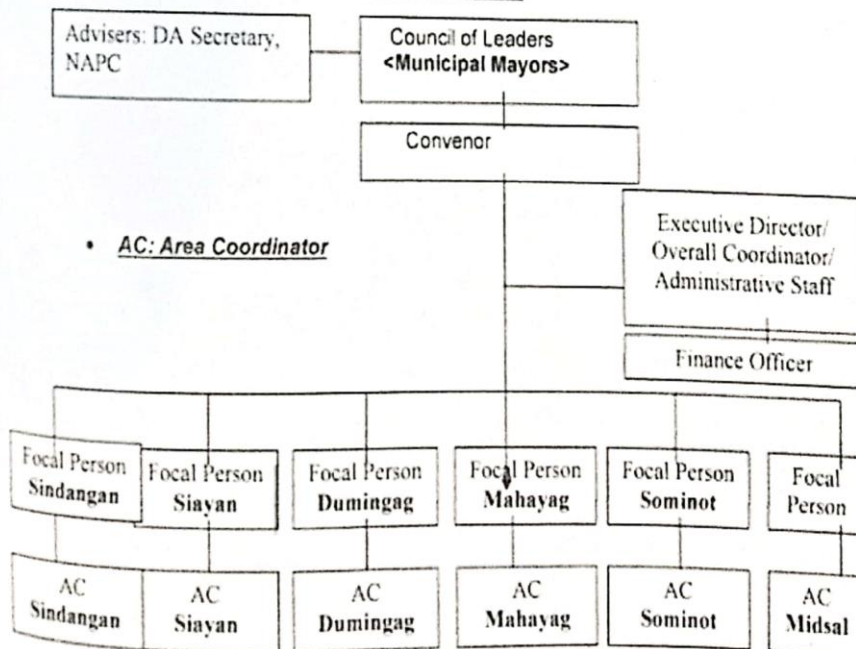 Advisers: DA Secretary,
NAPC
Council of Leaders
<Municipal Mayors>
Convenor
• AC: Area Coordinator
Executive Director/
Overall Coordinator/
Administrative Staff
Finance Officer
Focal Person
Sindangan
Focal Person
Siayan
Focal Person
Dumingag
Focal Person
Mahayag
Focal Person
Sominot
Focal
Person
AC
Sindangan
AC
Siayan
AC
Dumingag
AC
Mahayag
AC
Sominot
AC
Midsal